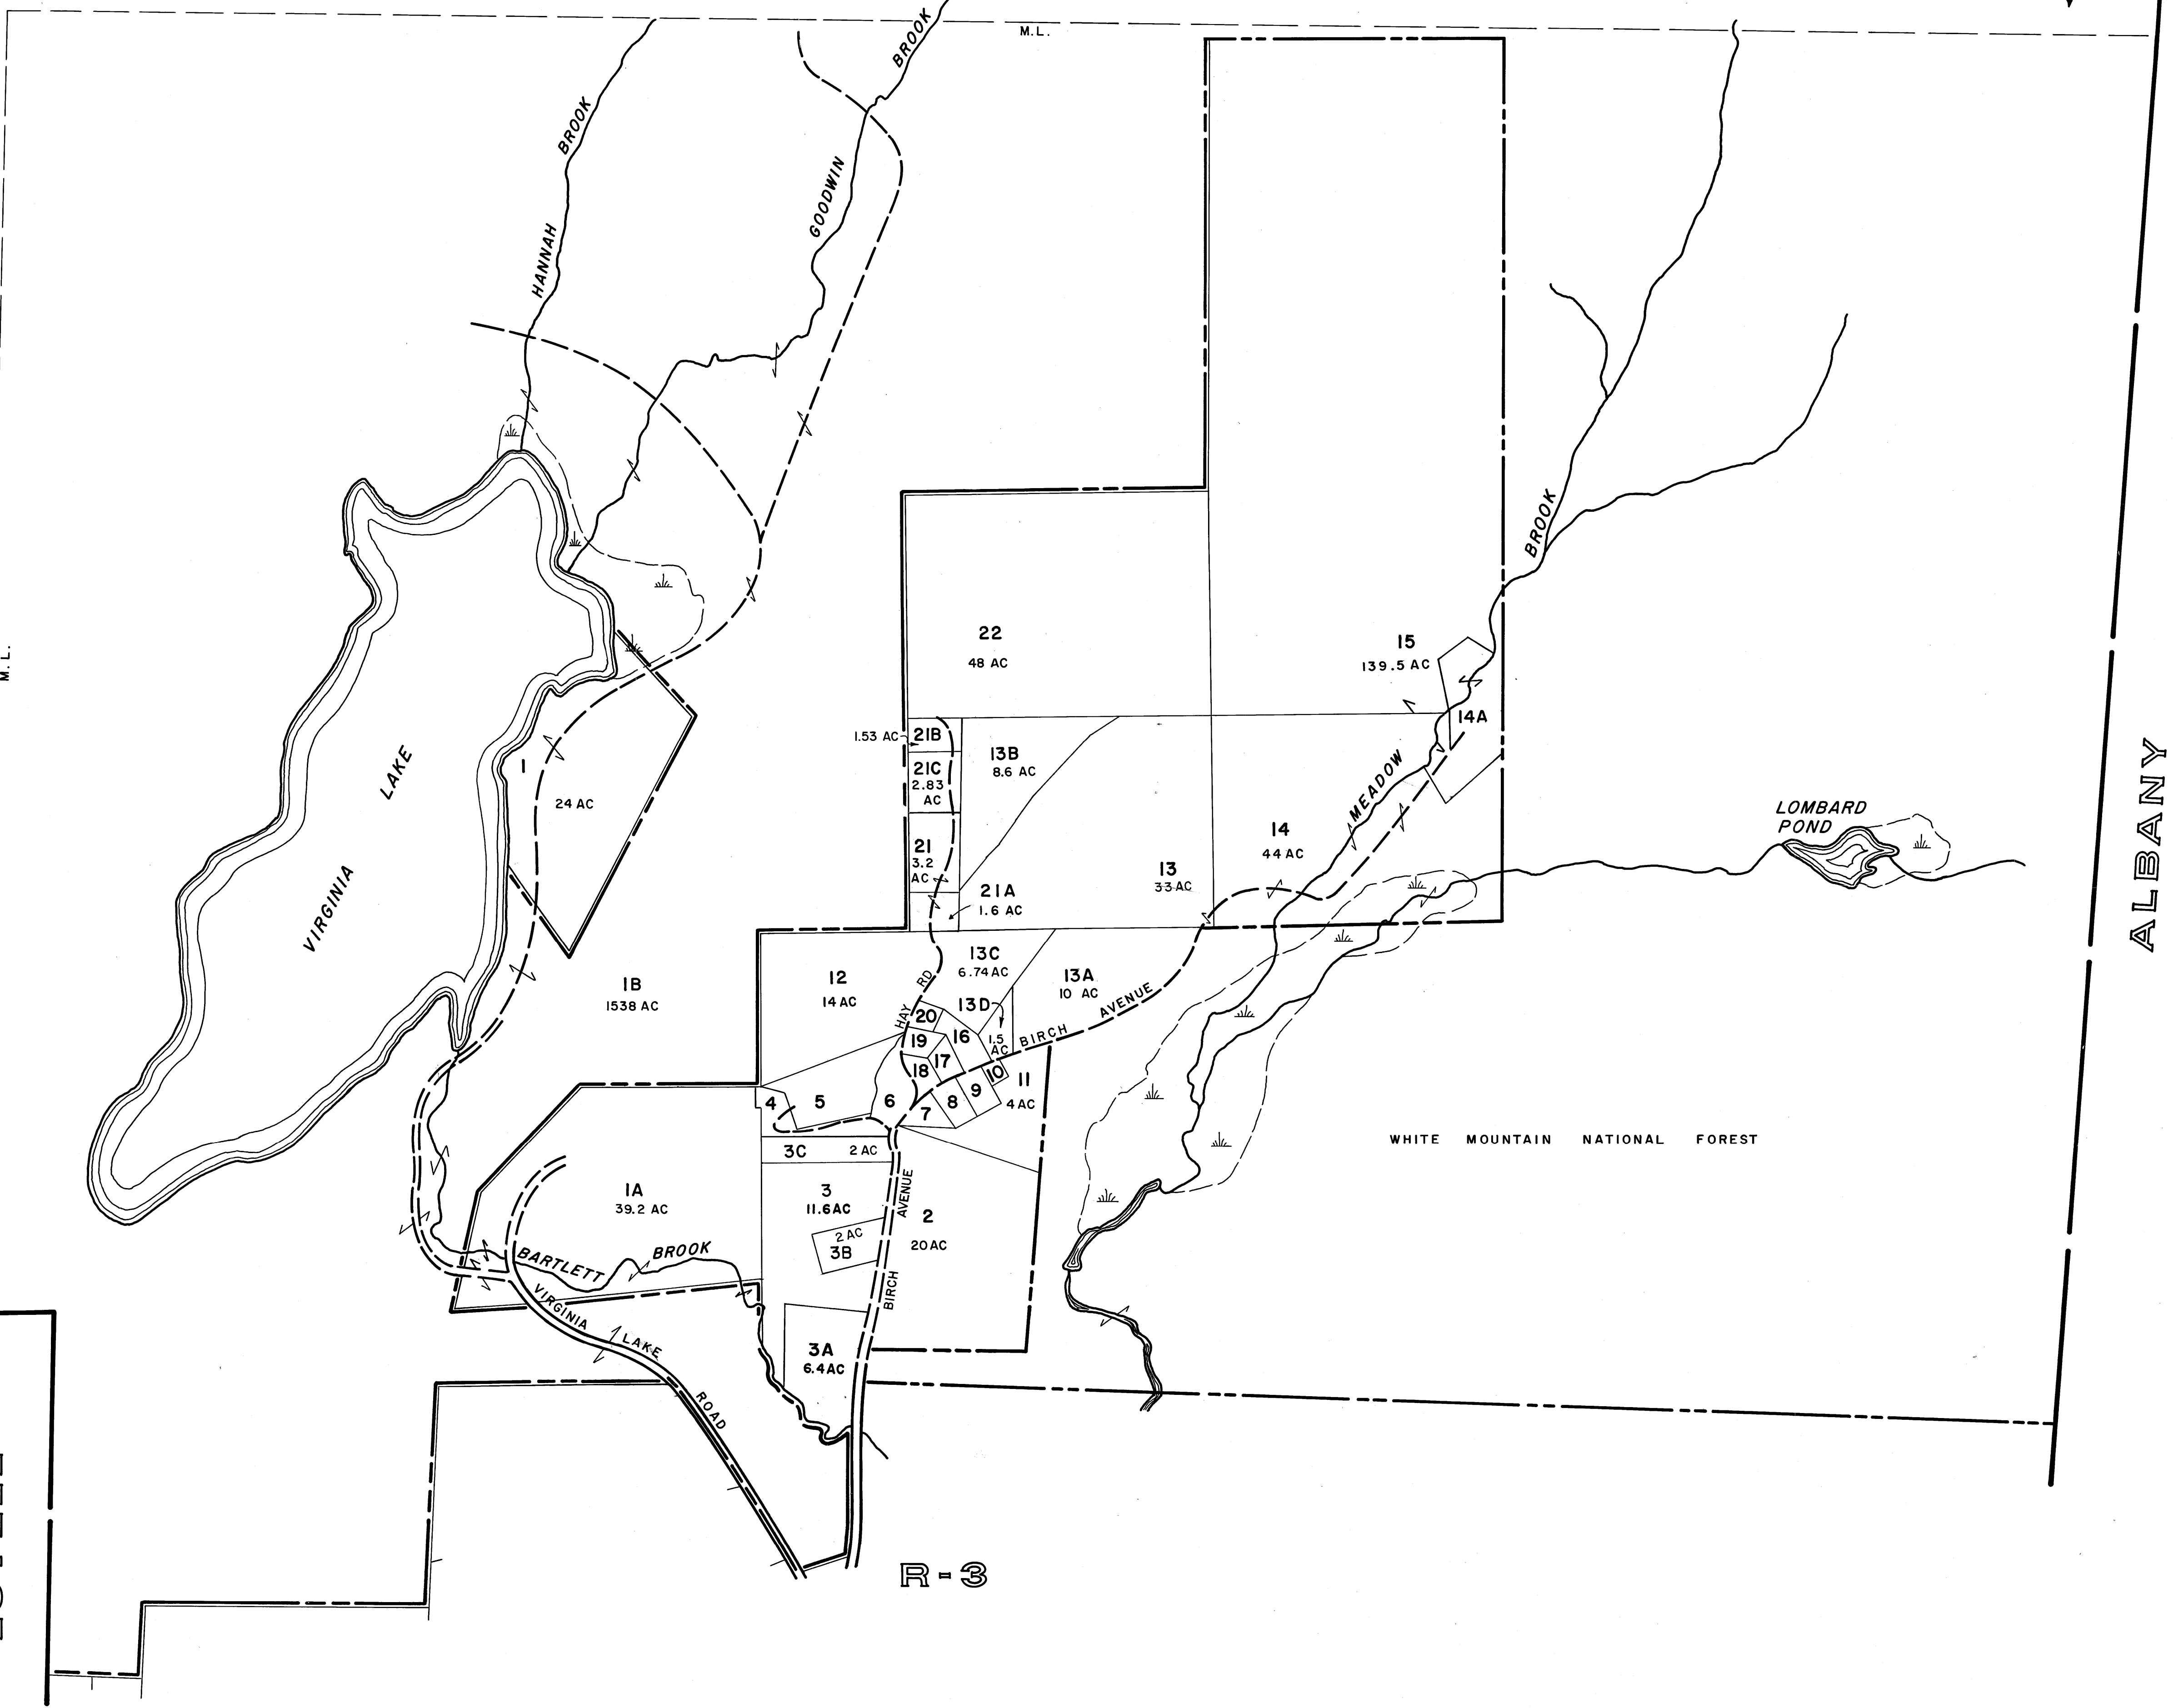 M.L.
HANNAH BROOK
GOODWIN BROOK
M.L.
BROOK
22
48 AC
15
139.5 AC
14A
1.53 AC
21B
21C
2.83
AC
13B
8.6 AC
1
24 AC
LAKE
VIRGINIA
MEADOW
LOMBARD
POND
ALBANY
21
3.2
AC
14
44 AC
13
33 AC
21A
1.6 AC
12
14 AC
13C
6.74 AC
13A
10 AC
1B
1538 AC
HAY RD
20
13D
1.5
AC
BIRCH AVENUE
19
16
17
18
10
11
4 AC
9
8
7
6
5
4
3C
2 AC
WHITE MOUNTAIN NATIONAL FOREST
1A
39.2 AC
3
11.6 AC
2
20 AC
2 AC
3B
BIRCH AVENUE
BARTLETT BROOK
VIRGINIA LAKE ROAD
3A
6.4 AC
R-3